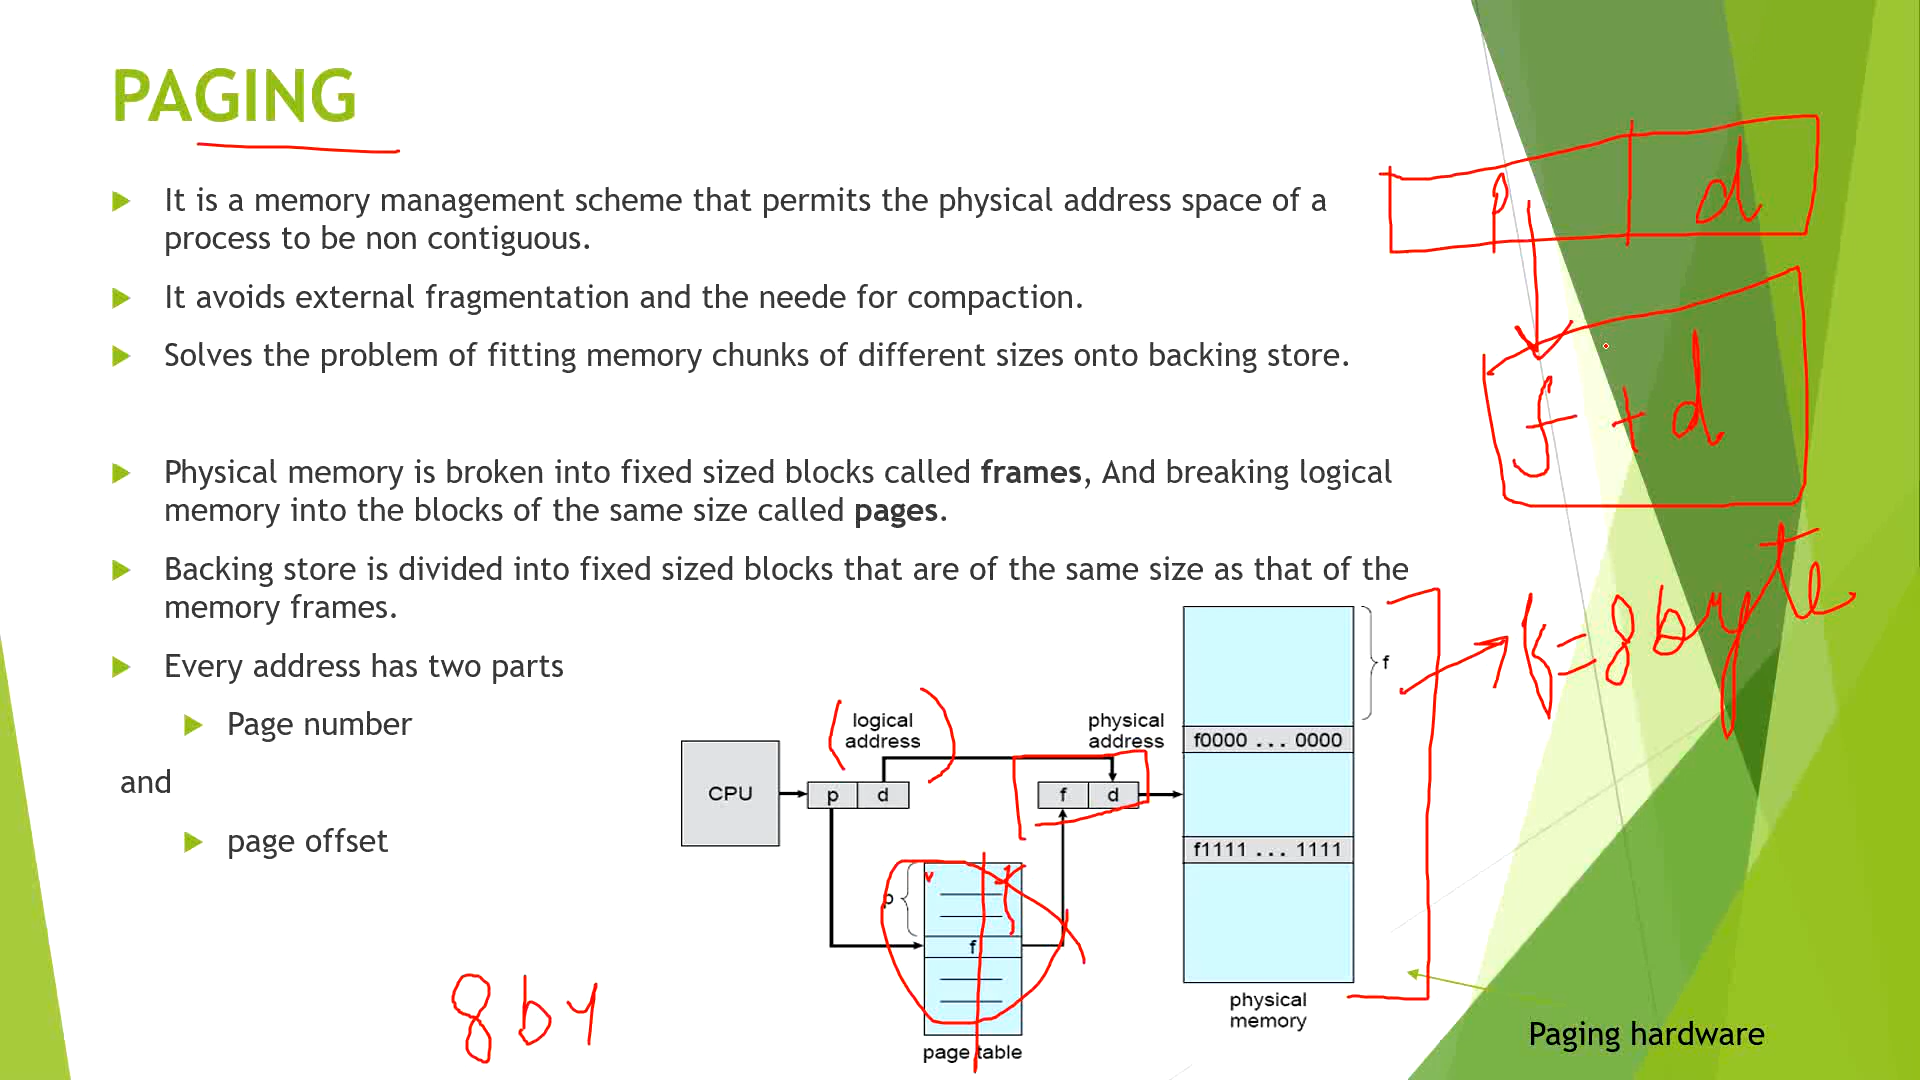 PAGING
It is a memory management scheme that permits the physical address space of a
process to be non contiguous.
It avoids external fragmentation and the neede for compaction.
Solves the problem of fitting memory chunks of different sizes onto backing store.
Physical memory is broken into fixed sized blocks called frames, And breaking logical
memory into the blocks of the same size called pages.
Backing store is divided into fixed sized blocks that are of the same size as that of the
memory frames.
Every address has two parts
Page number
and
page offset
p d
f + d
= 8 byte
8 by
CPU
logical
address
p d
physical
address
f d
p
f
page table
f
f0000 ... 0000
f1111 ... 1111
physical
memory
Paging hardware